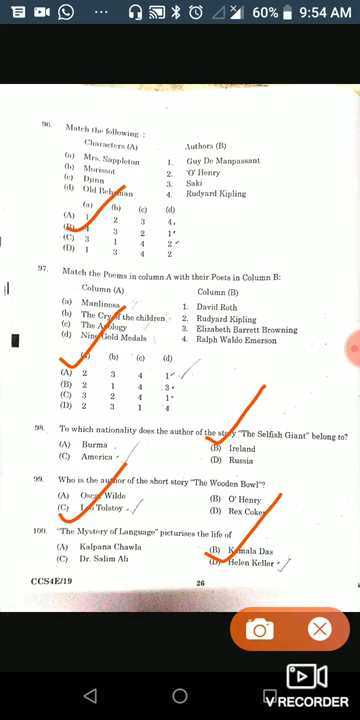 60% 9:54 AM
96. Match the following :
Characters (A) Authors (B)
(a) Mrs. Sappleton 1. Guy De Manpassant
(b) Morissot 2. 'O' Henry
(c) Djinn 3. Saki
(d) Old Behrman 4. Rudyard Kipling
(a) (b) (c) (d)
(A) 1 2 3 4
(B) 4 3 2 1
(C) 3 1 4 2
(D) 1 3 4 2
97. Match the Poems in column A with their Poets in Column B:
Column (A) Column (B)
(a) Manliness 1. David Roth
(b) The Cry of the children 2. Rudyard Kipling
(c) The Apology 3. Elizabeth Barrett Browning
(d) Nine Gold Medals 4. Ralph Waldo Emerson
(a) (b) (c) (d)
(A) 2 3 4 1
(B) 2 1 4 3
(C) 3 2 4 1
(D) 2 3 1 4
98. To which nationality does the author of the story "The Selfish Giant" belong to?
(A) Burma (B) Ireland
(C) America (D) Russia
99. Who is the author of the short story "The Wooden Bowl"?
(A) Oscar Wilde (B) O' Henry
(C) Leo Tolstoy (D) Rex Coker
100. "The Mystery of Language" picturises the life of
(A) Kalpana Chawla (B) Kamala Das
(C) Dr. Salim Ali (D) Helen Keller
CCS4E/19 26
V RECORDER